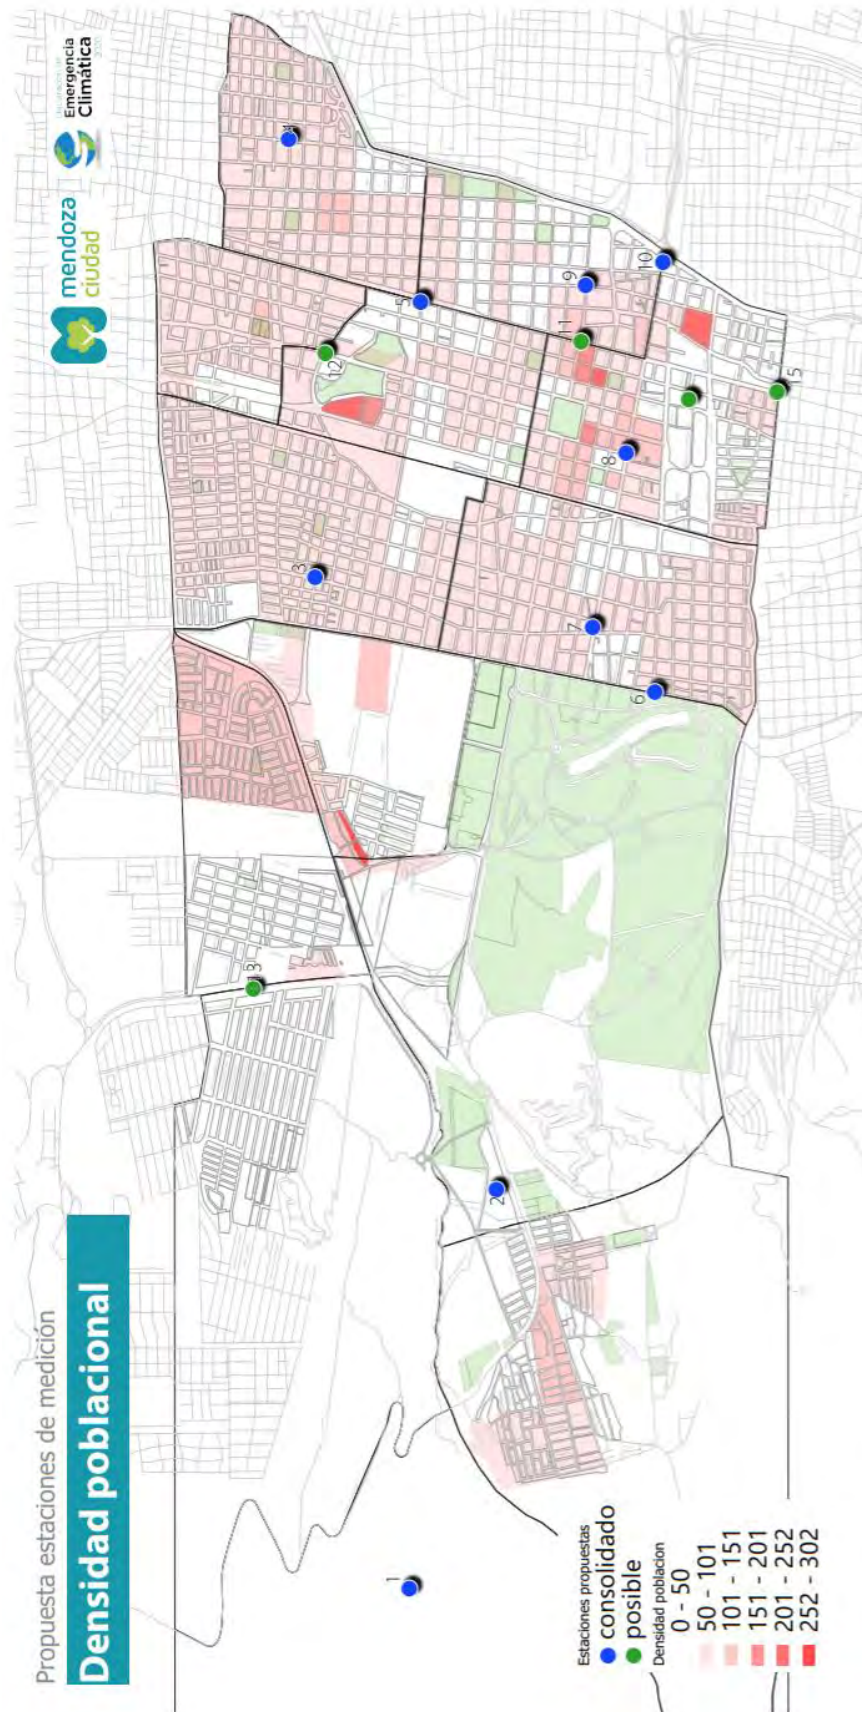 Propuesta estaciones de medición
Densidad poblacional
mendoza
ciudad
Emergencia
Climática
1
2
3
5
6
7
8
9
10
11
12
13
15
Estaciones propuestas
consolidado
posible
Densidad poblacion
0 - 50
50 - 101
101 - 151
151 - 201
201 - 252
252 - 302